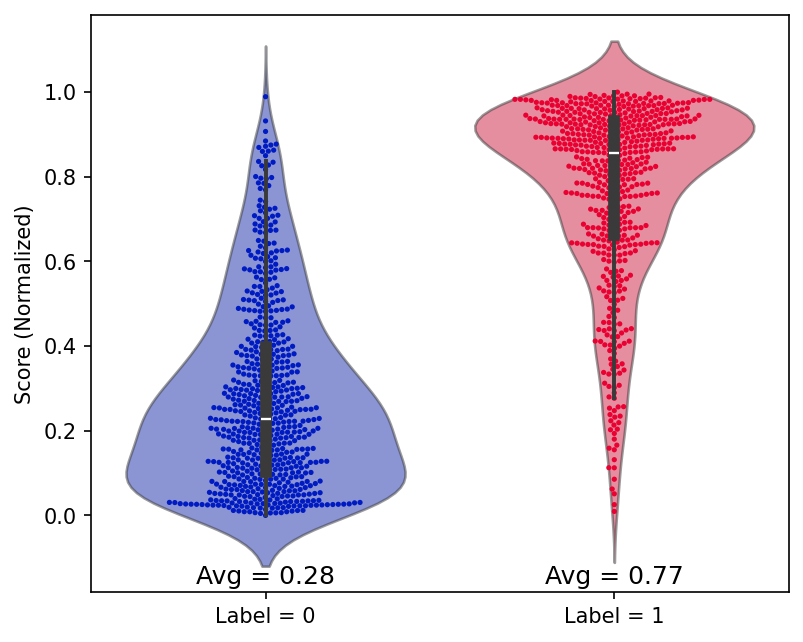 Score (Normalized)
1.0
0.8
0.6
0.4
0.2
0.0
Avg = 0.28
Avg = 0.77
Label = 0
Label = 1